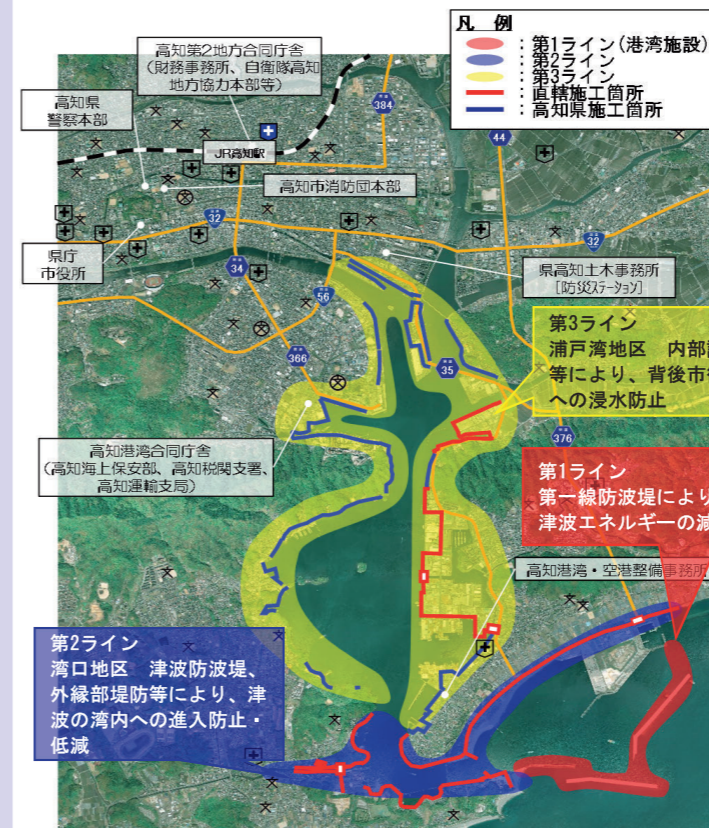 凡 例
：第1ライン(港湾施設)
：第2ライン
：第3ライン
：直轄施工箇所
：高知県施工箇所
高知第2地方合同庁舎
(財務事務所、自衛隊高知
地方協力本部等)
384
44
高知県
警察本部
JR高知駅
高知市消防団本部
32
32
県庁
市役所
34
県高知土木事務所
[防災ステーション]
56
第3ライン
浦戸湾地区 内部
等により、背後市
への浸水防止
366
35
376
高知港湾合同庁舎
(高知海上保安部、高知税関支署、
高知運輸支局)
第1ライン
第一線防波堤により
津波エネルギーの減
高知港湾・空港整備事務所
第2ライン
湾口地区 津波防波堤、
外縁部堤防等により、津
波の湾内への進入防止・
低減